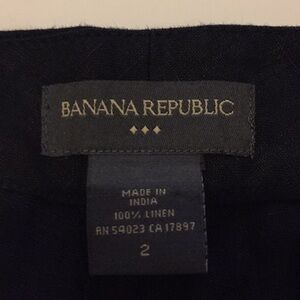 BANANA REPUBLIC
MADE IN
INDIA
100% LINEN
RN 54023 CA 17897
2